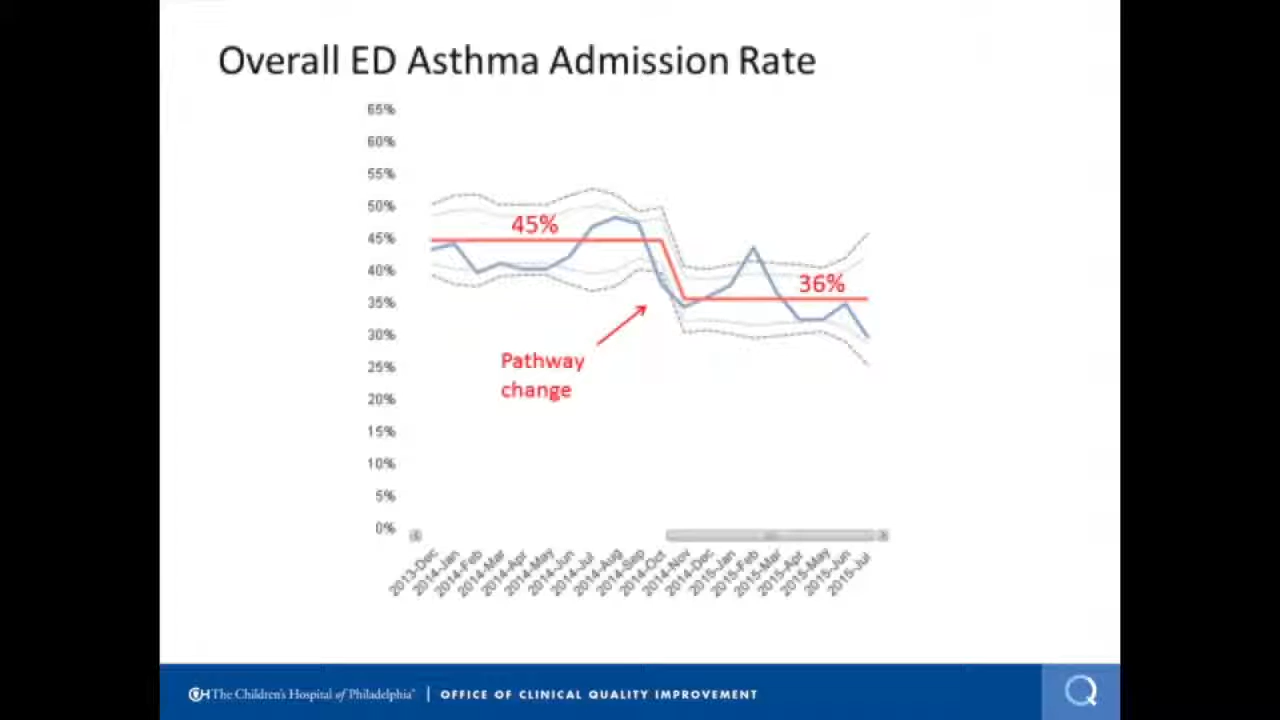 Overall ED Asthma Admission Rate
65%
60%
55%
50%
45%
40%
35%
30%
25%
20%
15%
10%
5%
0%
45%
36%
Pathway
change
2013-Dec
2014-Jan
2014-Feb
2014-Mar
2014-Apr
2014-May
2014-Jun
2014-Jul
2014-Aug
2014-Sep
2014-Oct
2014-Nov
2014-Dec
2015-Jan
2015-Feb
2015-Mar
2015-Apr
2015-May
2015-Jun
2015-Jul
The Children's Hospital of Philadelphia
OFFICE OF CLINICAL QUALITY IMPROVEMENT
Q